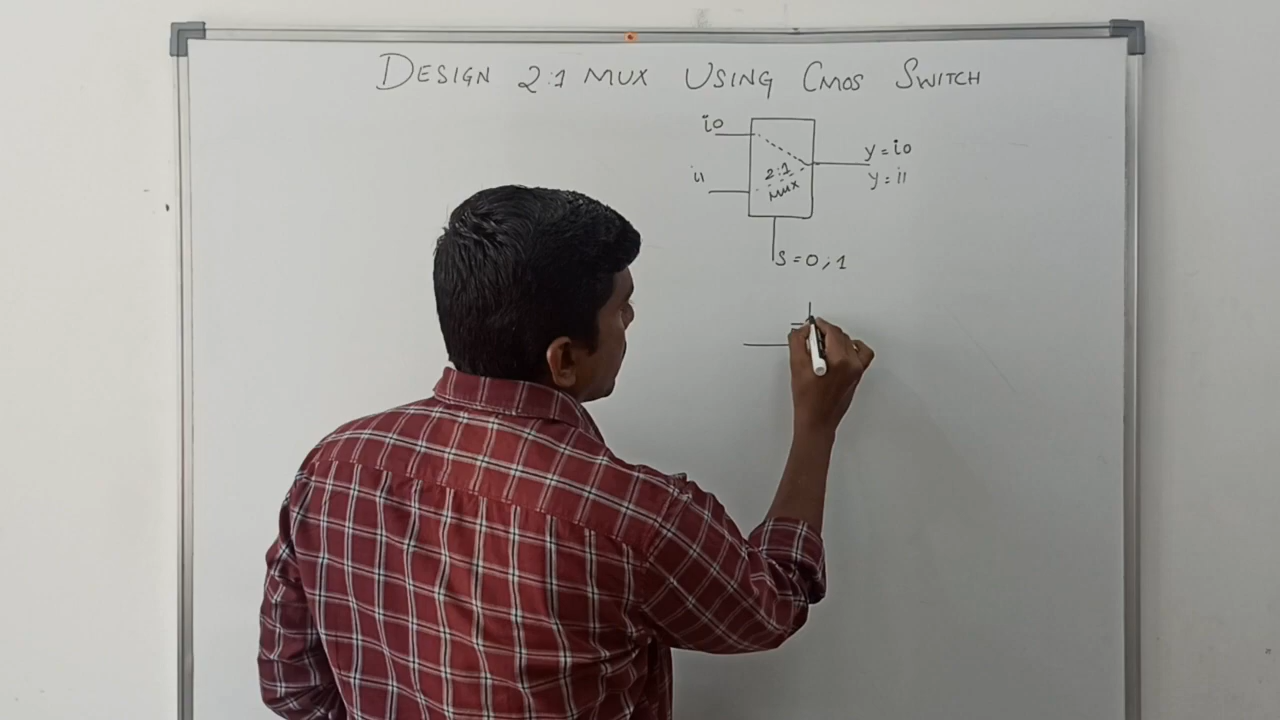 DESIGN 2:1 MUX USING CMOS SWITCH
i0
y = i0
2:1
MUX
i1
y = i1
S = 0 ; 1